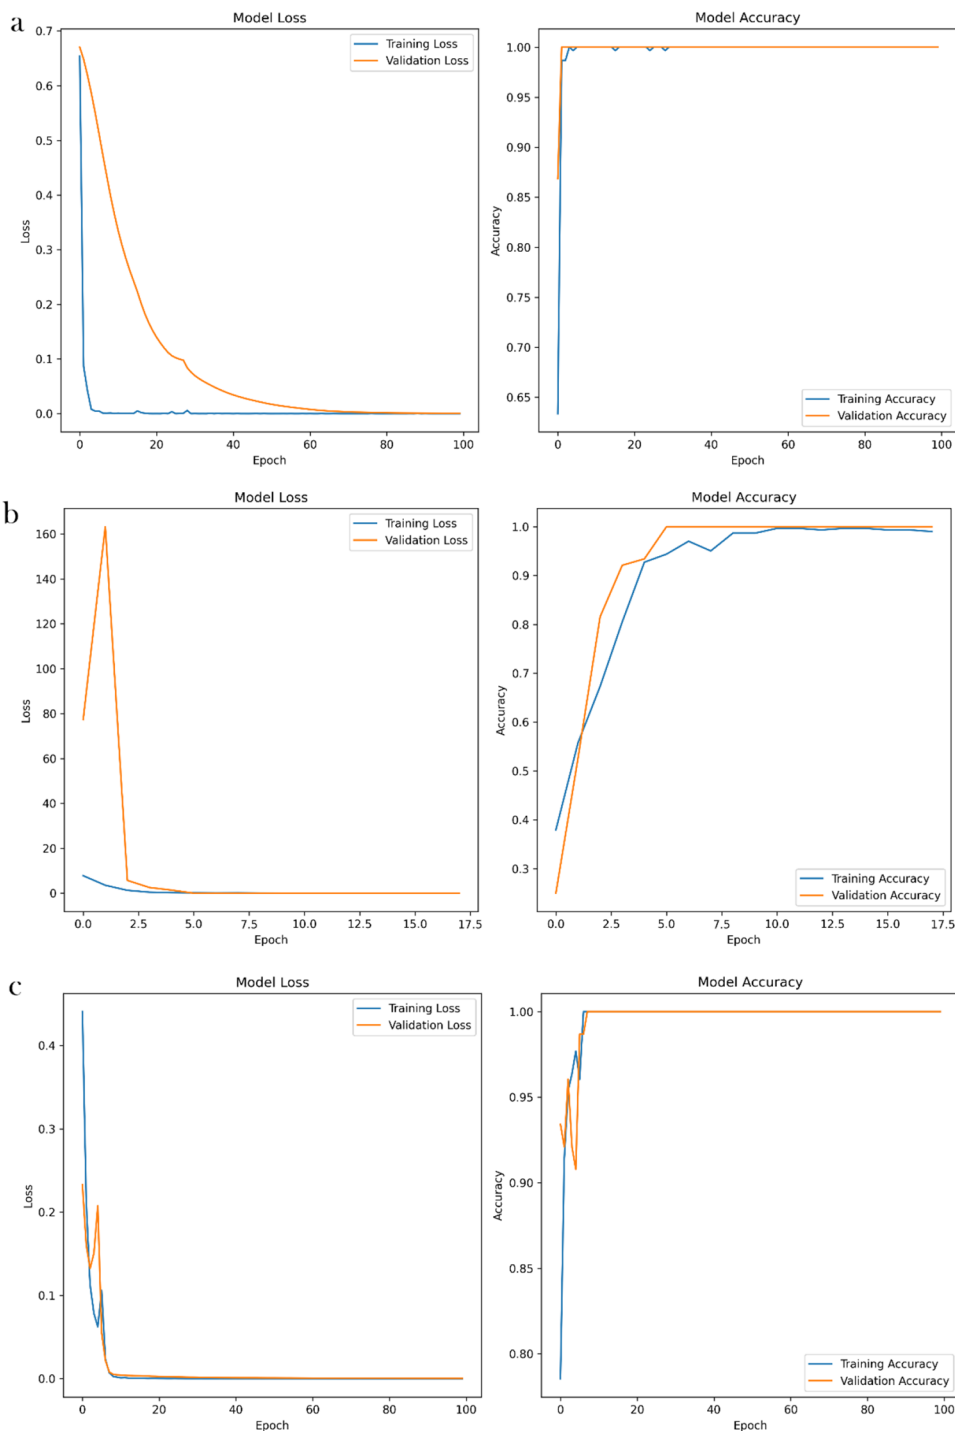 a
Model Loss
Model Accuracy
0.7
0.6
0.5
0.4
0.3
0.2
0.1
0.0
Loss
Training Loss
Validation Loss
0
20
40
60
80
100
Epoch
1.00
0.95
0.90
0.85
0.80
0.75
0.70
0.65
Accuracy
Training Accuracy
Validation Accuracy
0
20
40
60
80
100
Epoch
b
Model Loss
Model Accuracy
160
140
120
100
80
60
40
20
0
Loss
Training Loss
Validation Loss
0.0
2.5
5.0
7.5
10.0
12.5
15.0
17.5
Epoch
1.0
0.9
0.8
0.7
0.6
0.5
0.4
0.3
Accuracy
Training Accuracy
Validation Accuracy
0.0
2.5
5.0
7.5
10.0
12.5
15.0
17.5
Epoch
c
Model Loss
Model Accuracy
0.4
0.3
0.2
0.1
0.0
Loss
Training Loss
Validation Loss
0
20
40
60
80
100
Epoch
1.00
0.95
0.90
0.85
0.80
Accuracy
Training Accuracy
Validation Accuracy
0
20
40
60
80
100
Epoch